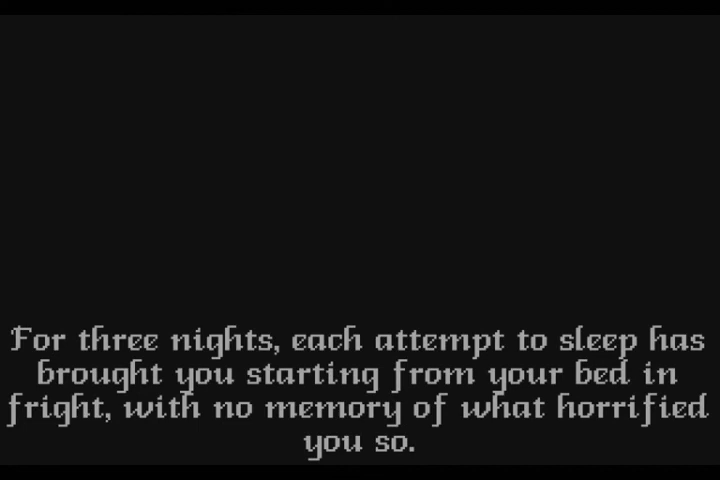 For three nights, each attempt to sleep has
brought you starting from your bed in
fright, with no memory of what horrified
you so.